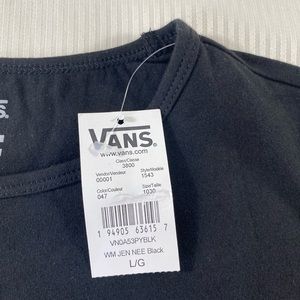 VANS
VANS
www.vans.com
Class/Classe
3800
Vendor/Vendeur
Style/Modèle
00001
1543
Color/Couleur
Size/Taille
047
1030
1 94905 63615 7
VN0A53PYBLK
WM JEN NEE Black
L/G